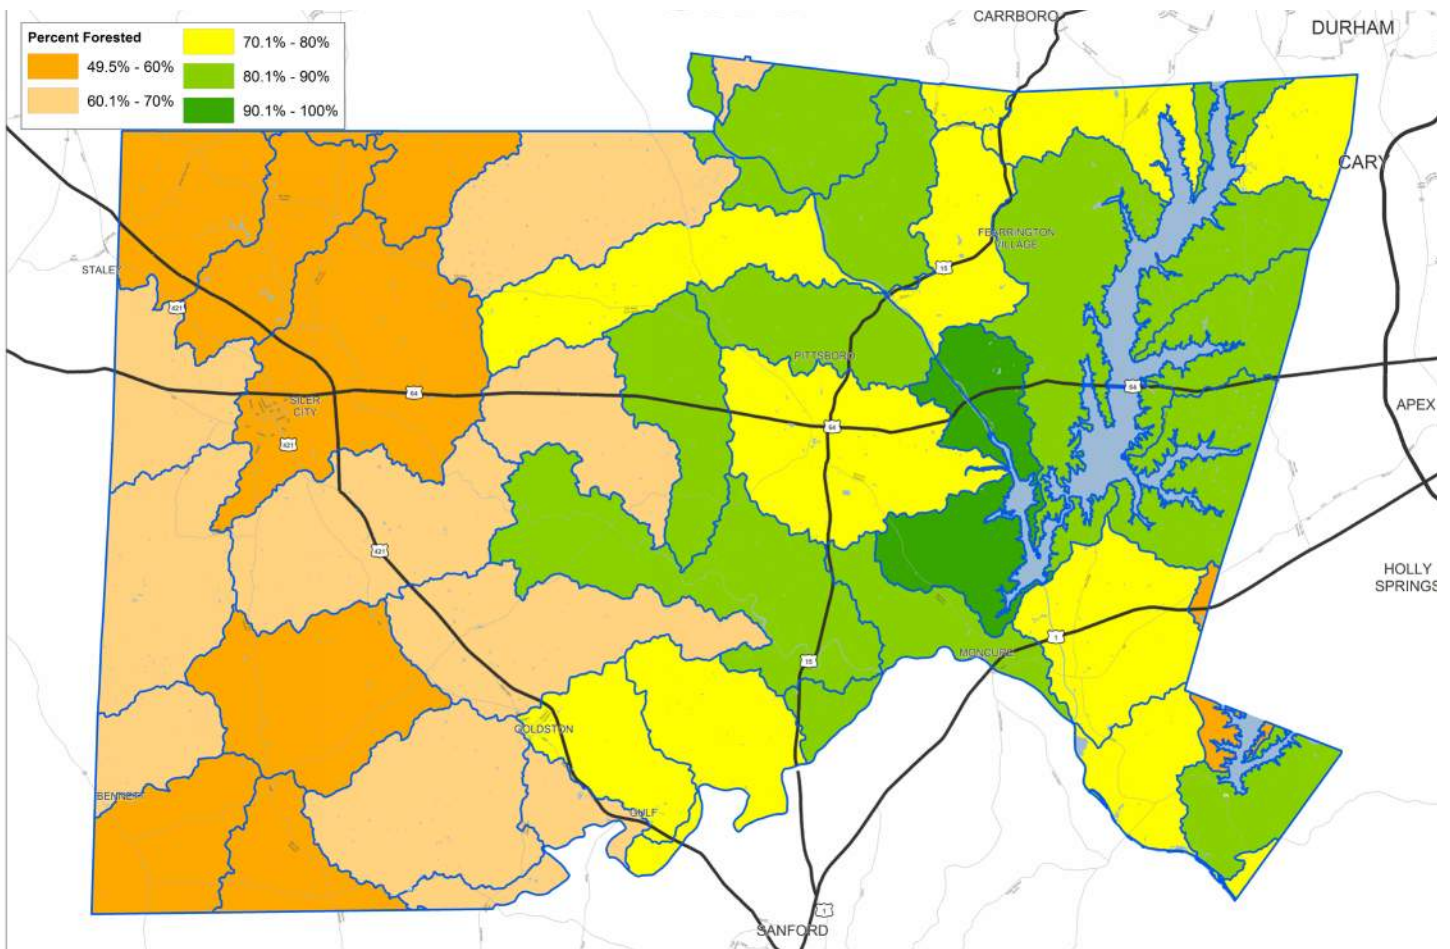 Percent Forested
49.5% - 60%
60.1% - 70%
70.1% - 80%
80.1% - 90%
90.1% - 100%
CARRBORO
DURHAM
CARY
STALEY
421
FEARRINGTON
VILLAGE
15
PITTSBORO
64
SILER
CITY
64
64
421
APEX
421
HOLLY
SPRINGS
1
MONCURE
15
GOLDSTON
BENNETT
GULF
1
SANFORD